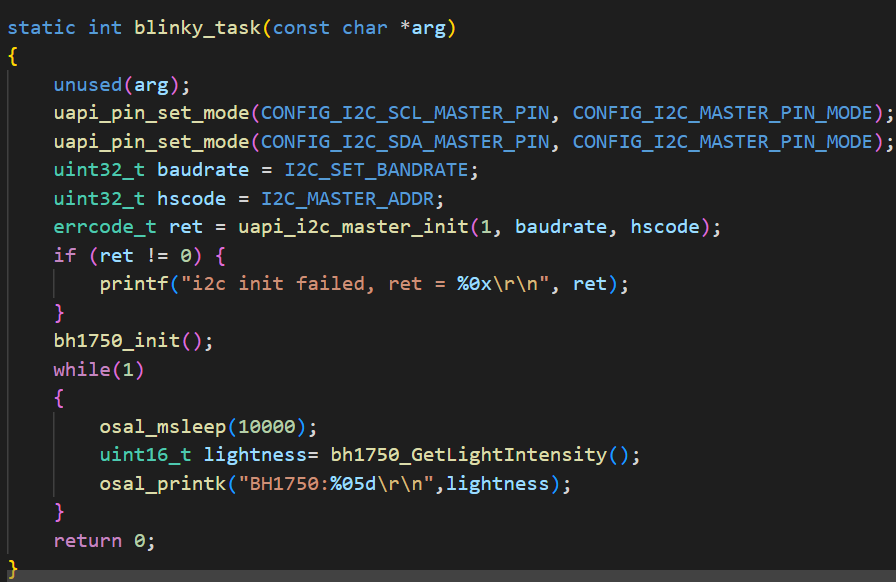 static int blinky_task(const char *arg)
{
    unused(arg);
    uapi_pin_set_mode(CONFIG_I2C_SCL_MASTER_PIN, CONFIG_I2C_MASTER_PIN_MODE);
    uapi_pin_set_mode(CONFIG_I2C_SDA_MASTER_PIN, CONFIG_I2C_MASTER_PIN_MODE);
    uint32_t baudrate = I2C_SET_BANDRATE;
    uint32_t hscode = I2C_MASTER_ADDR;
    errcode_t ret = uapi_i2c_master_init(1, baudrate, hscode);
    if (ret != 0) {
        printf("i2c init failed, ret = %0x\r\n", ret);
    }
    bh1750_init();
    while(1)
    {
        osal_msleep(10000);
        uint16_t lightness= bh1750_GetLightIntensity();
        osal_printk("BH1750:%05d\r\n",lightness);
    }
    return 0;
}